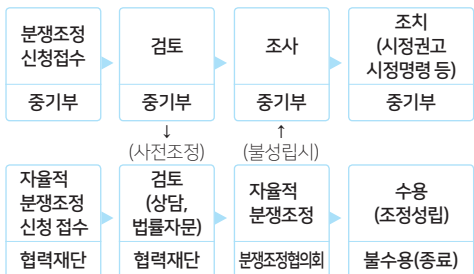 분쟁조정
신청접수
중기부
검토
중기부
조사
중기부
조치
(시정권고
시정명령 등)
중기부
↓
(사전조정)
↑
(불성립시)
자율적
분쟁조정
신청 접수
협력재단
검토
(상담,
법률자문)
협력재단
자율적
분쟁조정
분쟁조정협의회
수용
(조정성립)
불수용(종료)